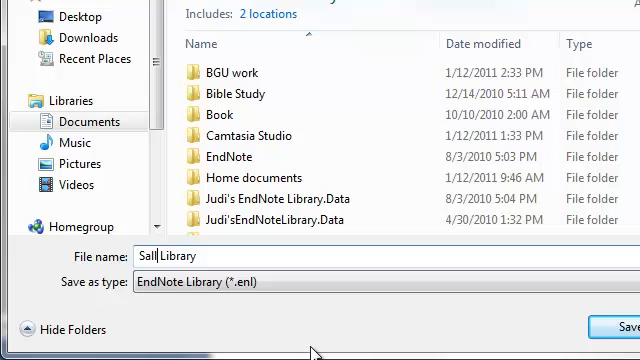 Desktop
Includes: 2 locations
Downloads
Recent Places
Name Date modified Type
Libraries
Documents
Music
Pictures
Videos
Homegroup
BGU work 1/12/2011 2:33 PM File folder
Bible Study 12/14/2010 5:11 AM File folder
Book 10/10/2010 2:00 AM File folder
Camtasia Studio 1/12/2011 1:33 PM File folder
EndNote 8/3/2010 5:03 PM File folder
Home documents 1/12/2011 9:46 AM File folder
Judi's EndNote Library.Data 8/3/2010 5:04 PM File folder
Judi'sEndNoteLibrary.Data 4/30/2010 1:32 PM File folder
File name: Sall Library
Save as type: EndNote Library (*.enl)
Hide Folders
Save